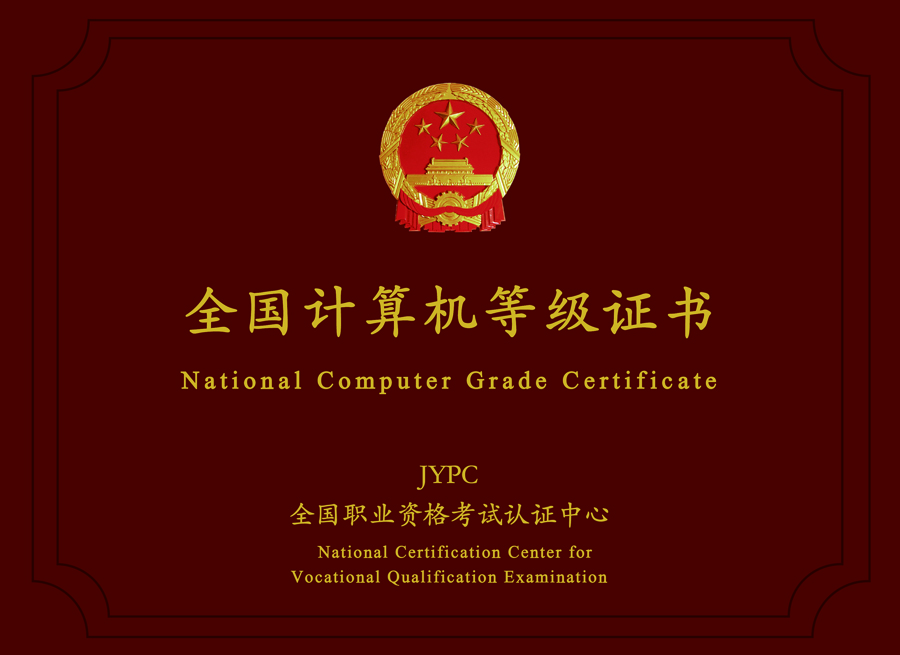 全国计算机等级证书
National Computer Grade Certificate
JYPC
全国职业资格考试认证中心
National Certification Center for
Vocational Qualification Examination